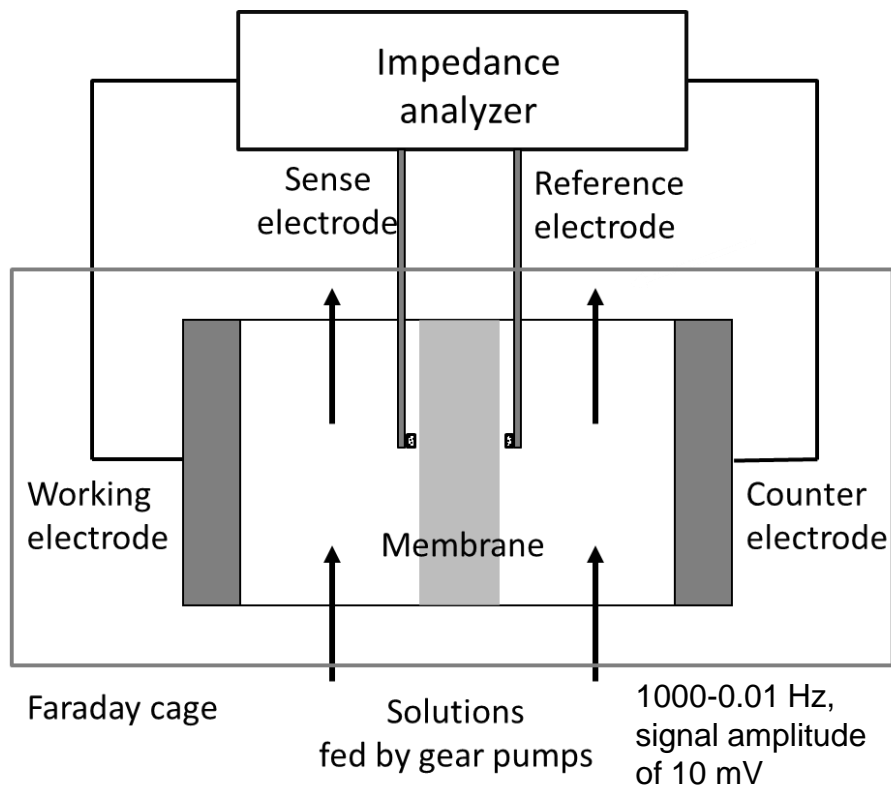 Impedance
analyzer
Sense
electrode
Reference
electrode
Working
electrode
Counter
electrode
Membrane
Faraday cage
Solutions
fed by gear pumps
1000-0.01 Hz,
signal amplitude
of 10 mV